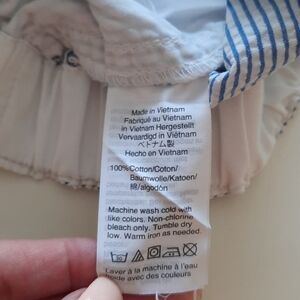 Made in Vietnam
Fabriqué au Vietnam
in Vietnam Hergestellt
Vervaardigd in Viëtnam
ベトナム製
Hecho en Vietnam
100%Cotton/Coton/
Baumwolle/Katoen/
綿/algodón
Machine wash cold with
like colors. Non-chlorine
bleach only. Tumble dry
low. Warm iron as needed.
Laver à la machine à l'eau
froide avec des couleurs